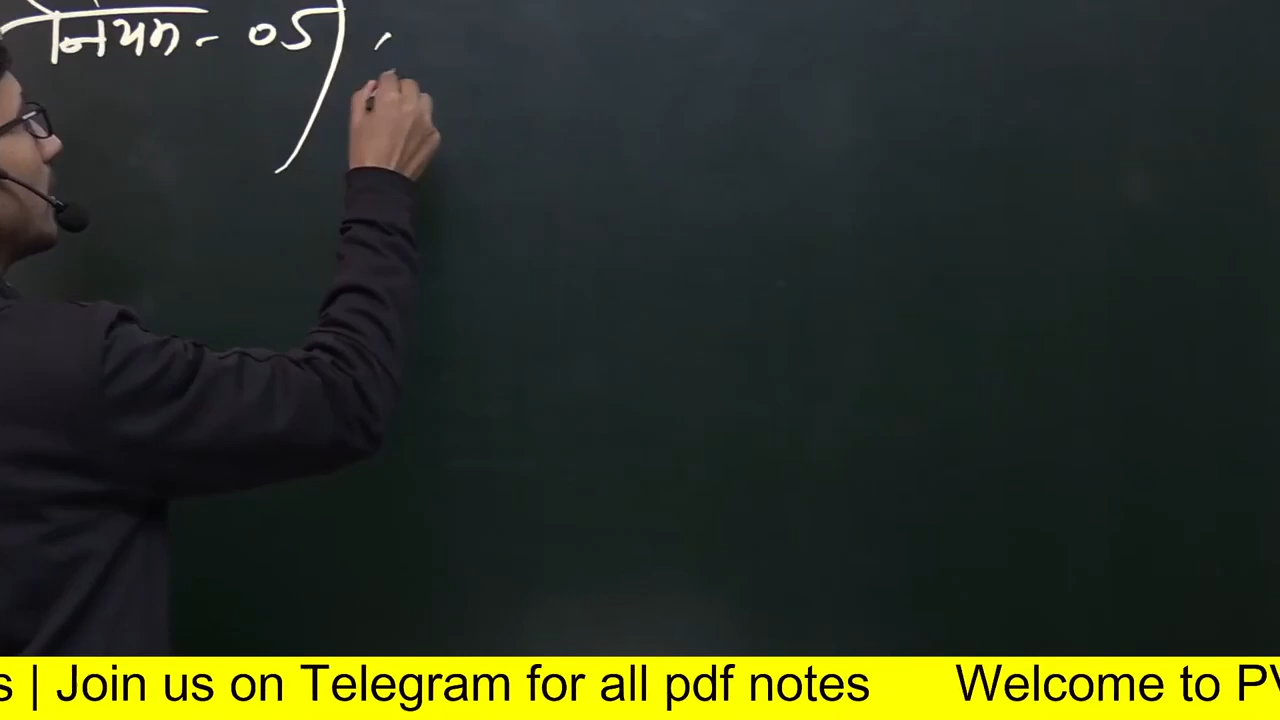 नियम - 05
s | Join us on Telegram for all pdf notes Welcome to PV